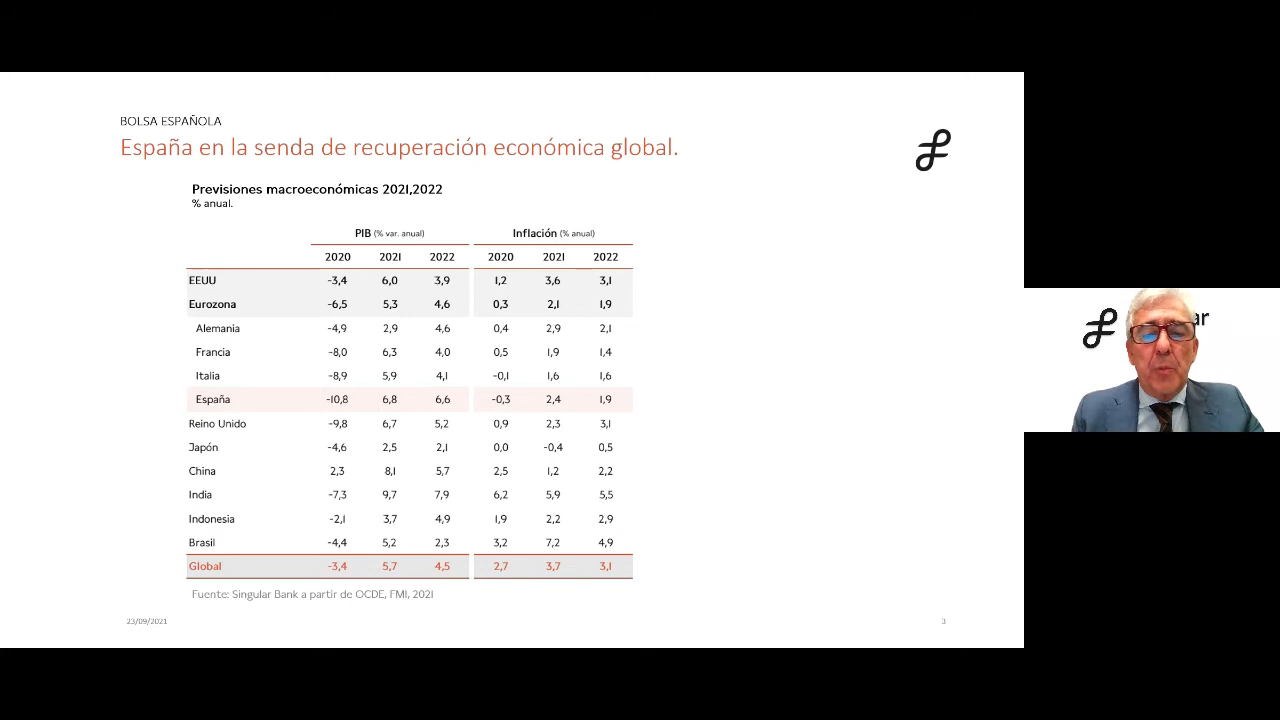 BOLSA ESPAÑOLA
España en la senda de recuperación económica global.
Previsiones macroeconómicas 2021,2022
% anual.
PIB (% var. anual) Inflación (% anual)
2020 2021 2022 2020 2021 2022
EEUU -3,4 6,0 3,9 1,2 3,6 3,1
Eurozona -6,5 5,3 4,6 0,3 2,1 1,9
Alemania -4,9 2,9 4,6 0,4 2,9 2,1
Francia -8,0 6,3 4,0 0,5 1,9 1,4
Italia -8,9 5,9 4,1 -0,1 1,6 1,6
España -10,8 6,8 6,6 -0,3 2,4 1,9
Reino Unido -9,8 6,7 5,2 0,9 2,3 3,1
Japón -4,6 2,5 2,1 0,0 -0,4 0,5
China 2,3 8,1 5,7 2,5 1,2 2,2
India -7,3 9,7 7,9 6,2 5,9 5,5
Indonesia -2,1 3,7 4,9 1,9 2,2 2,9
Brasil -4,4 5,2 2,3 3,2 7,2 4,9
Global -3,4 5,7 4,5 2,7 3,7 3,1
Fuente: Singular Bank a partir de OCDE, FMI, 2021
23/09/2021 3
ar